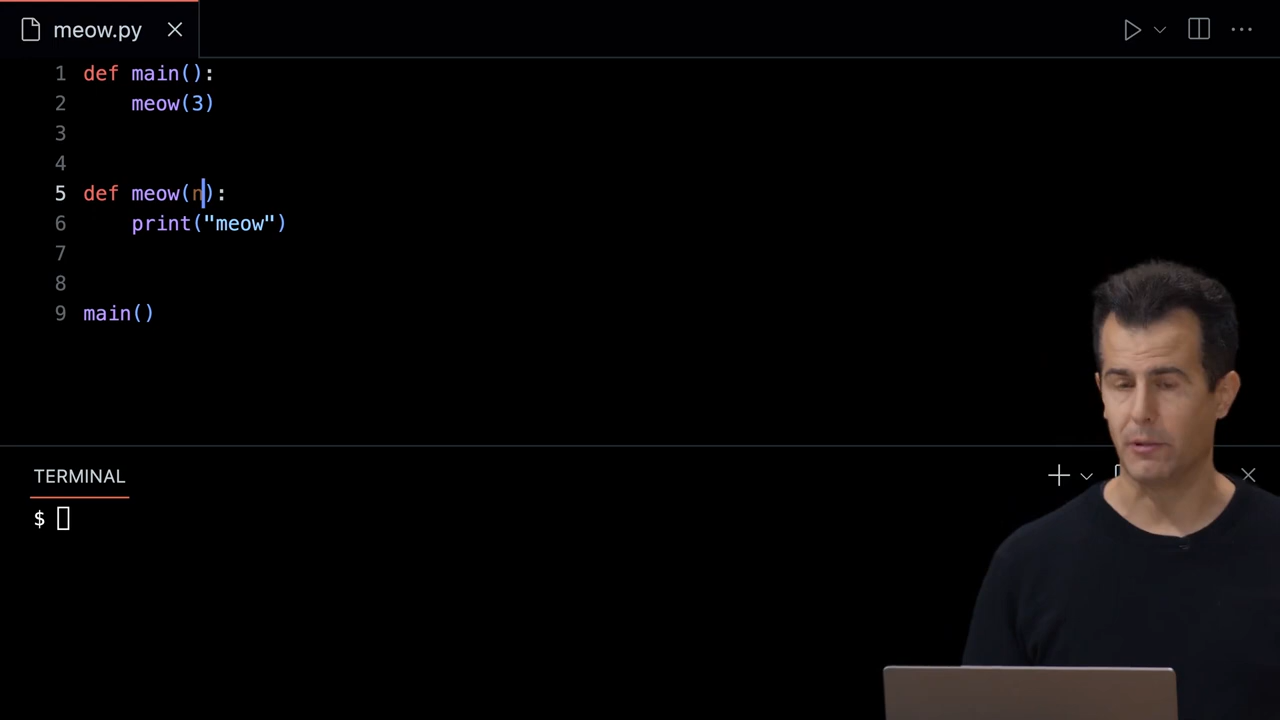 meow.py
1 def main():
2     meow(3)
3
4
5 def meow(n):
6     print("meow")
7
8
9 main()
TERMINAL
$